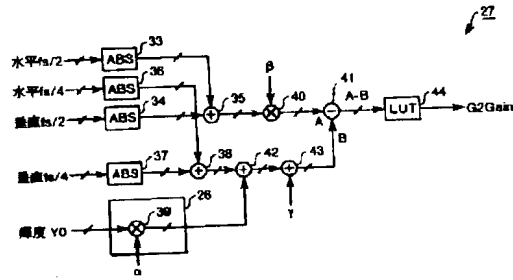 27
水平fs/2 ABS 33
水平fs/4 ABS 36
垂直fs/2 ABS 34
35
β
40
A
41
A-B
B
LUT 44
G2Gain
垂直fs/4 ABS 37
38
42
43
γ
26
輝度 Y0
39
α